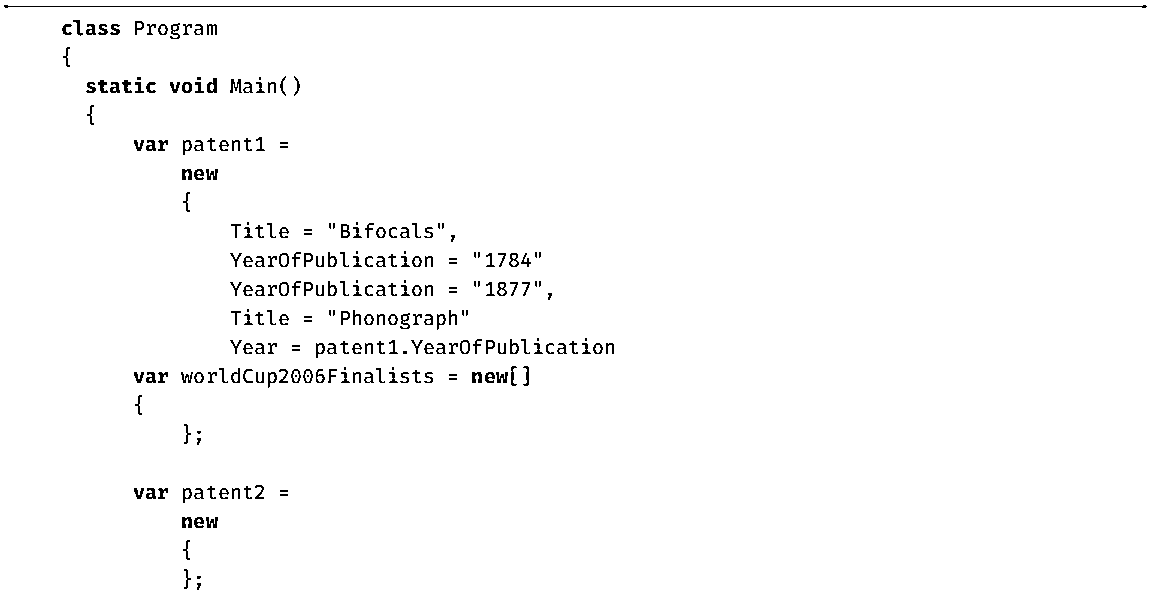 class Program
{
static void Main()
{
var patent1 =
new
{
Title = "Bifocals",
YearOfPublication = "1784"
YearOfPublication = "1877",
Title = "Phonograph"
Year = patent1.YearOfPublication
var worldCup2006Finalists = new[]
{
};
var patent2 =
new
{
};